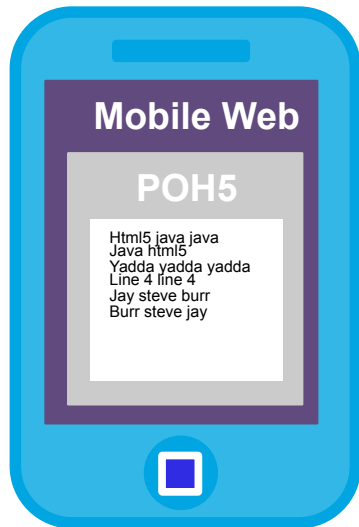 Mobile Web
POH5
Html5 java java
Java html5
Yadda yadda yadda
Line 4 line 4
Jay steve burr
Burr steve jay